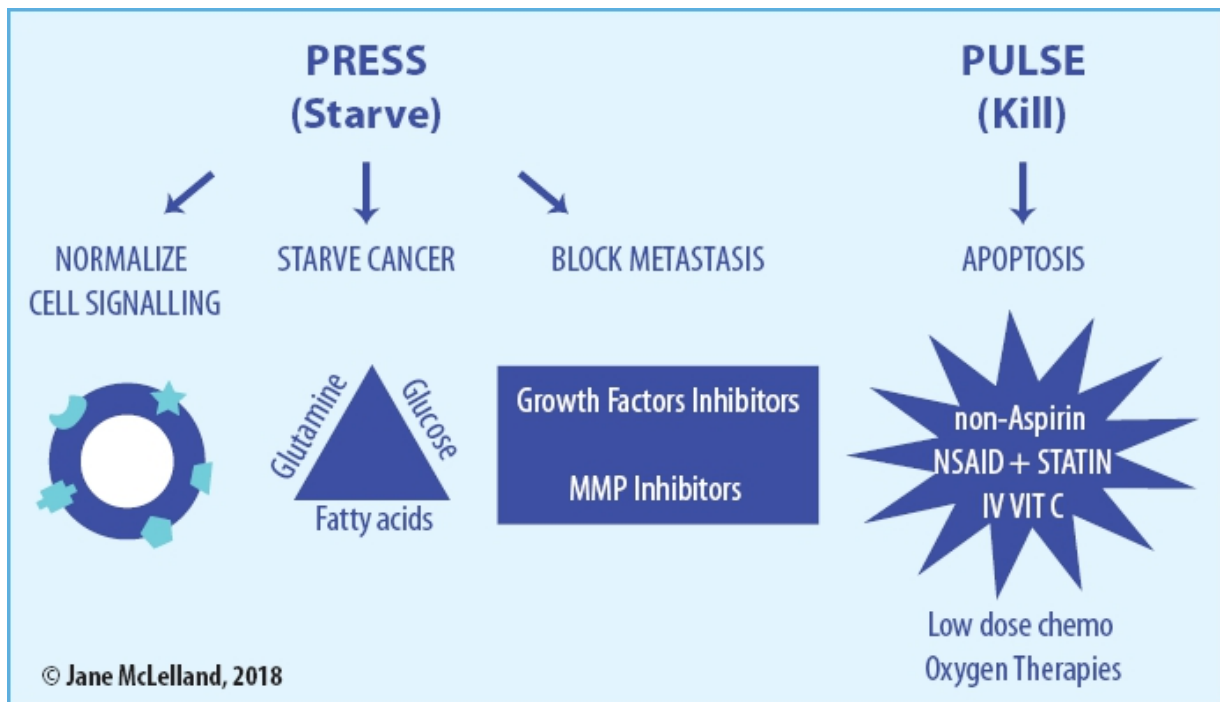 PRESS
(Starve)
PULSE
(Kill)
NORMALIZE
CELL SIGNALLING
STARVE CANCER
BLOCK METASTASIS
APOPTOSIS
Glutamine
Glucose
Fatty acids
Growth Factors Inhibitors
MMP Inhibitors
non-Aspirin
NSAID + STATIN
IV VIT C
Low dose chemo
Oxygen Therapies
© Jane McLelland, 2018